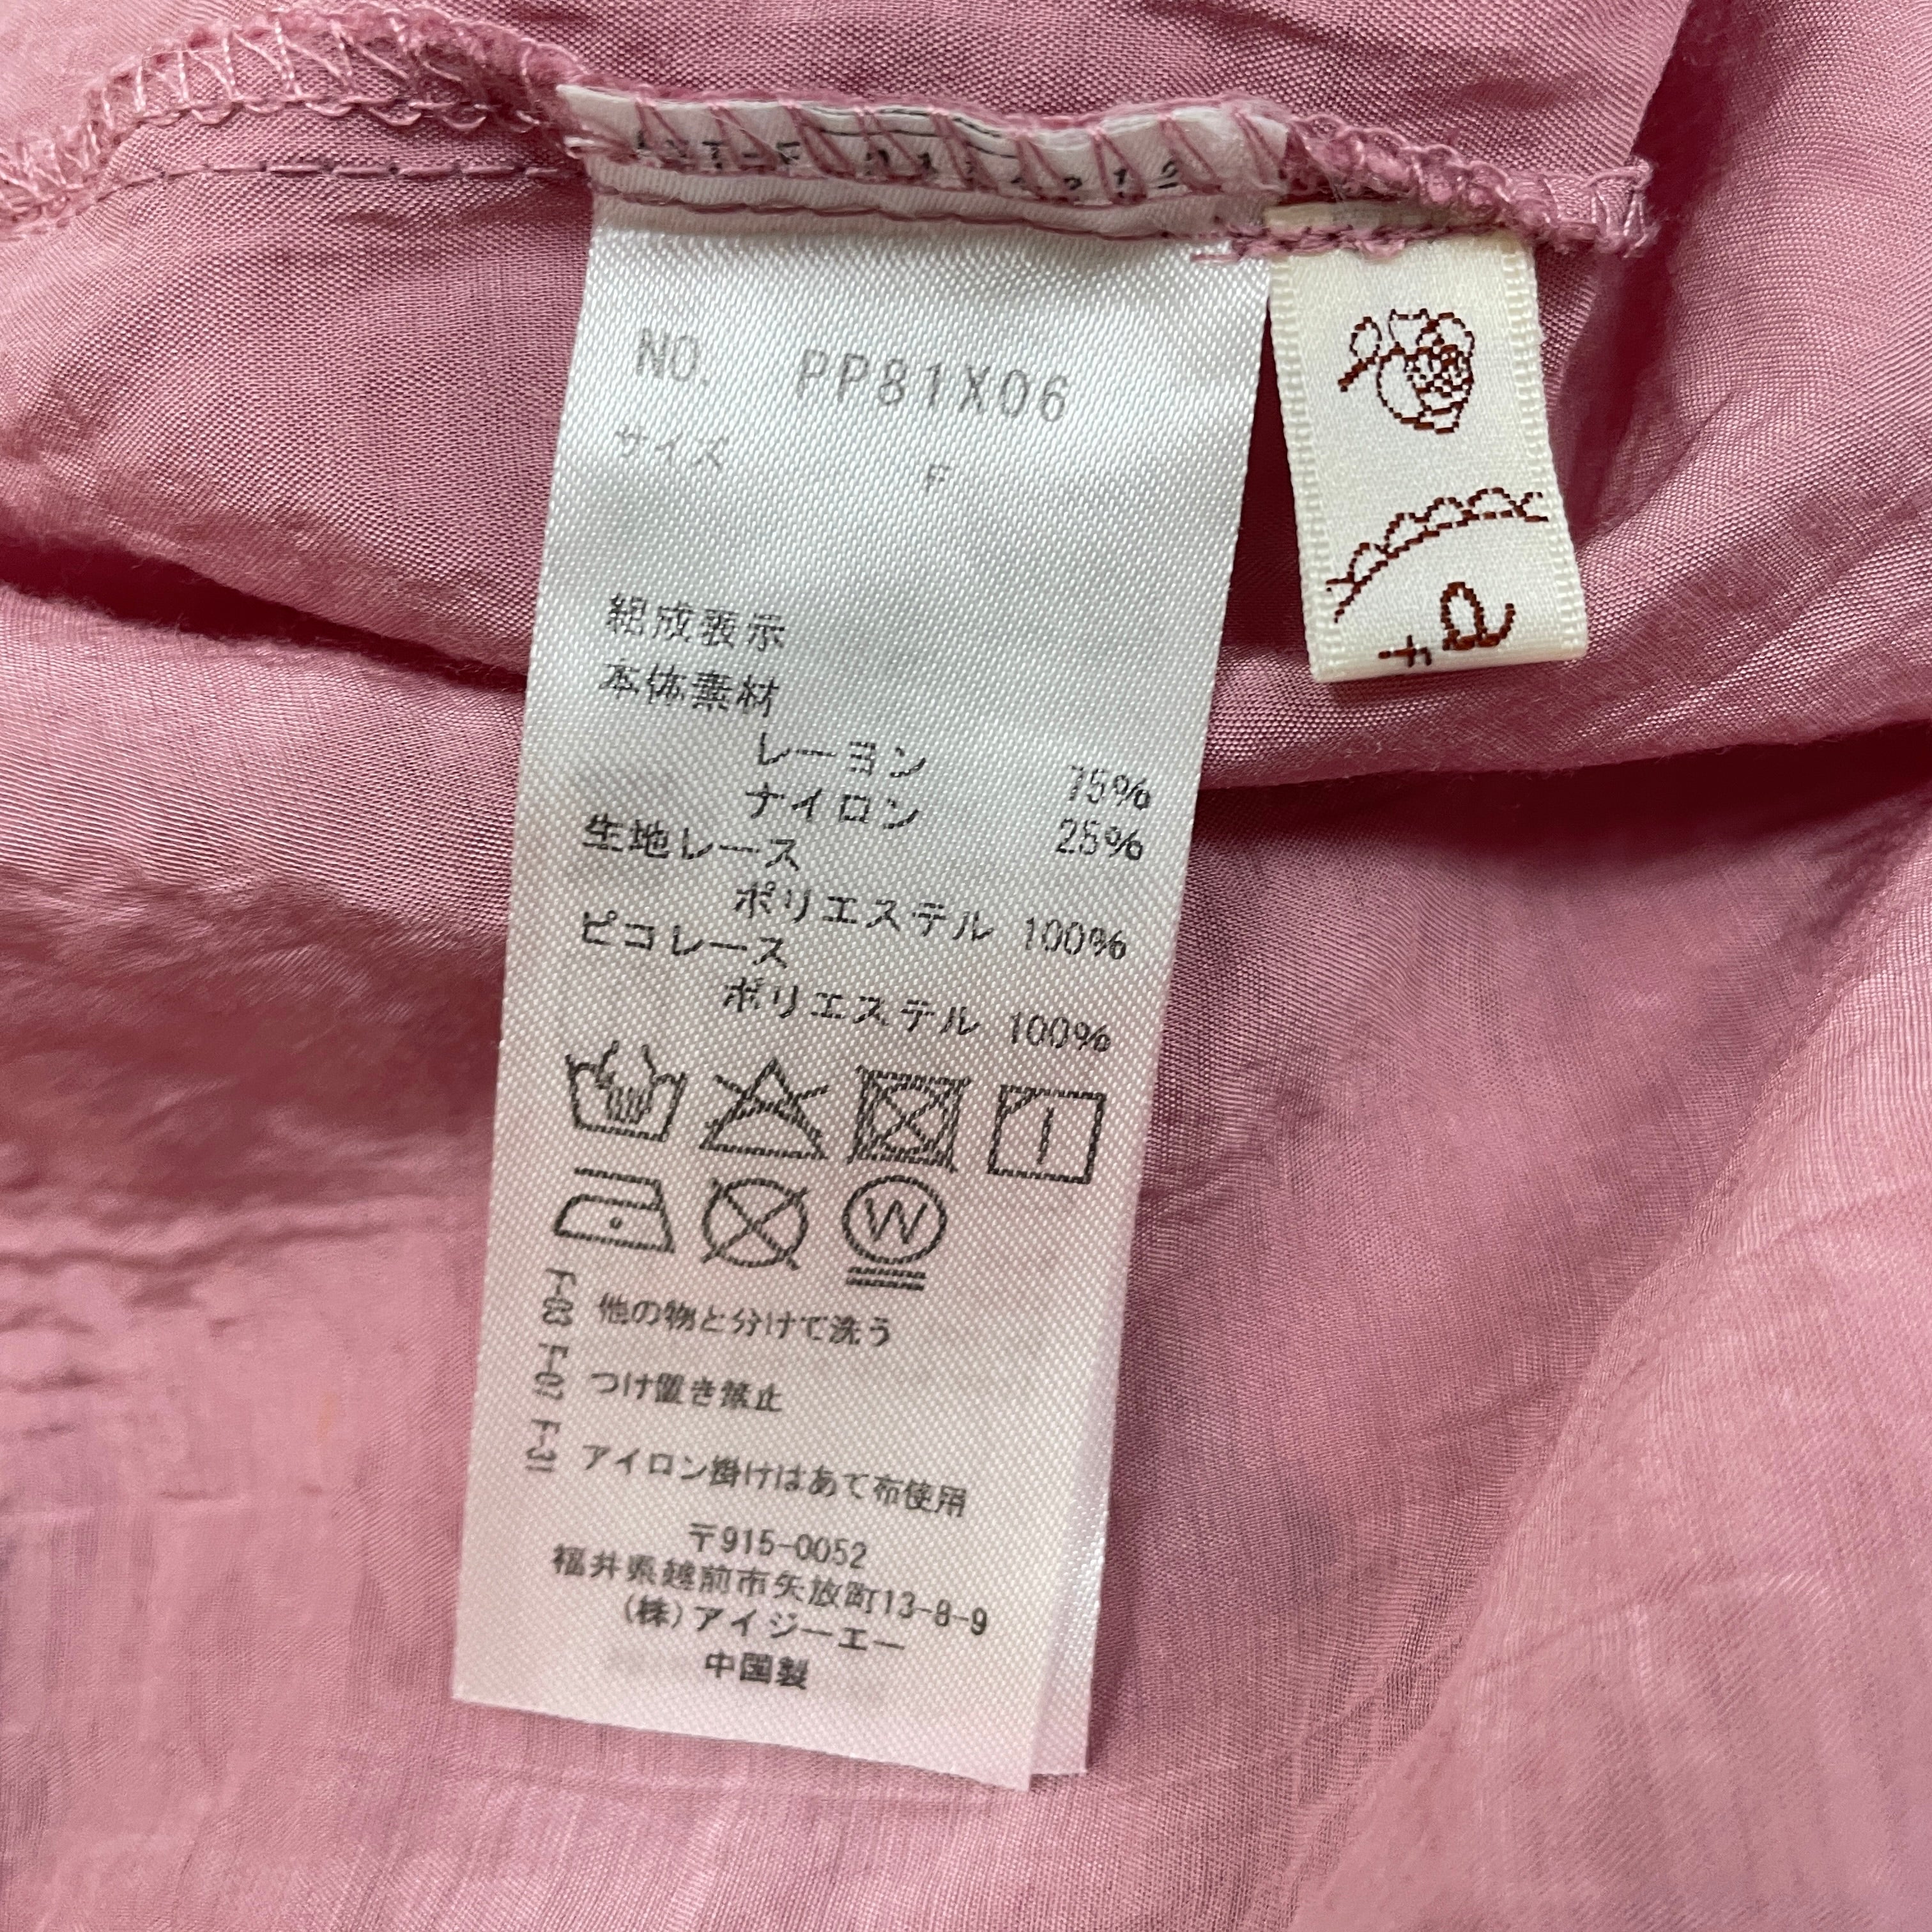 NO PP81X06
サイズ F
組成表示
本体素材
レーヨン 75%
ナイロン 25%
生地レース
ポリエステル 100%
ピコレース
ポリエステル 100%
W
他の物と分けて洗う
つけ置き禁止
アイロン掛けはあて布使用
〒915-0052
福井県越前市矢放町13-8-9
(株)アイジーエー
中国製